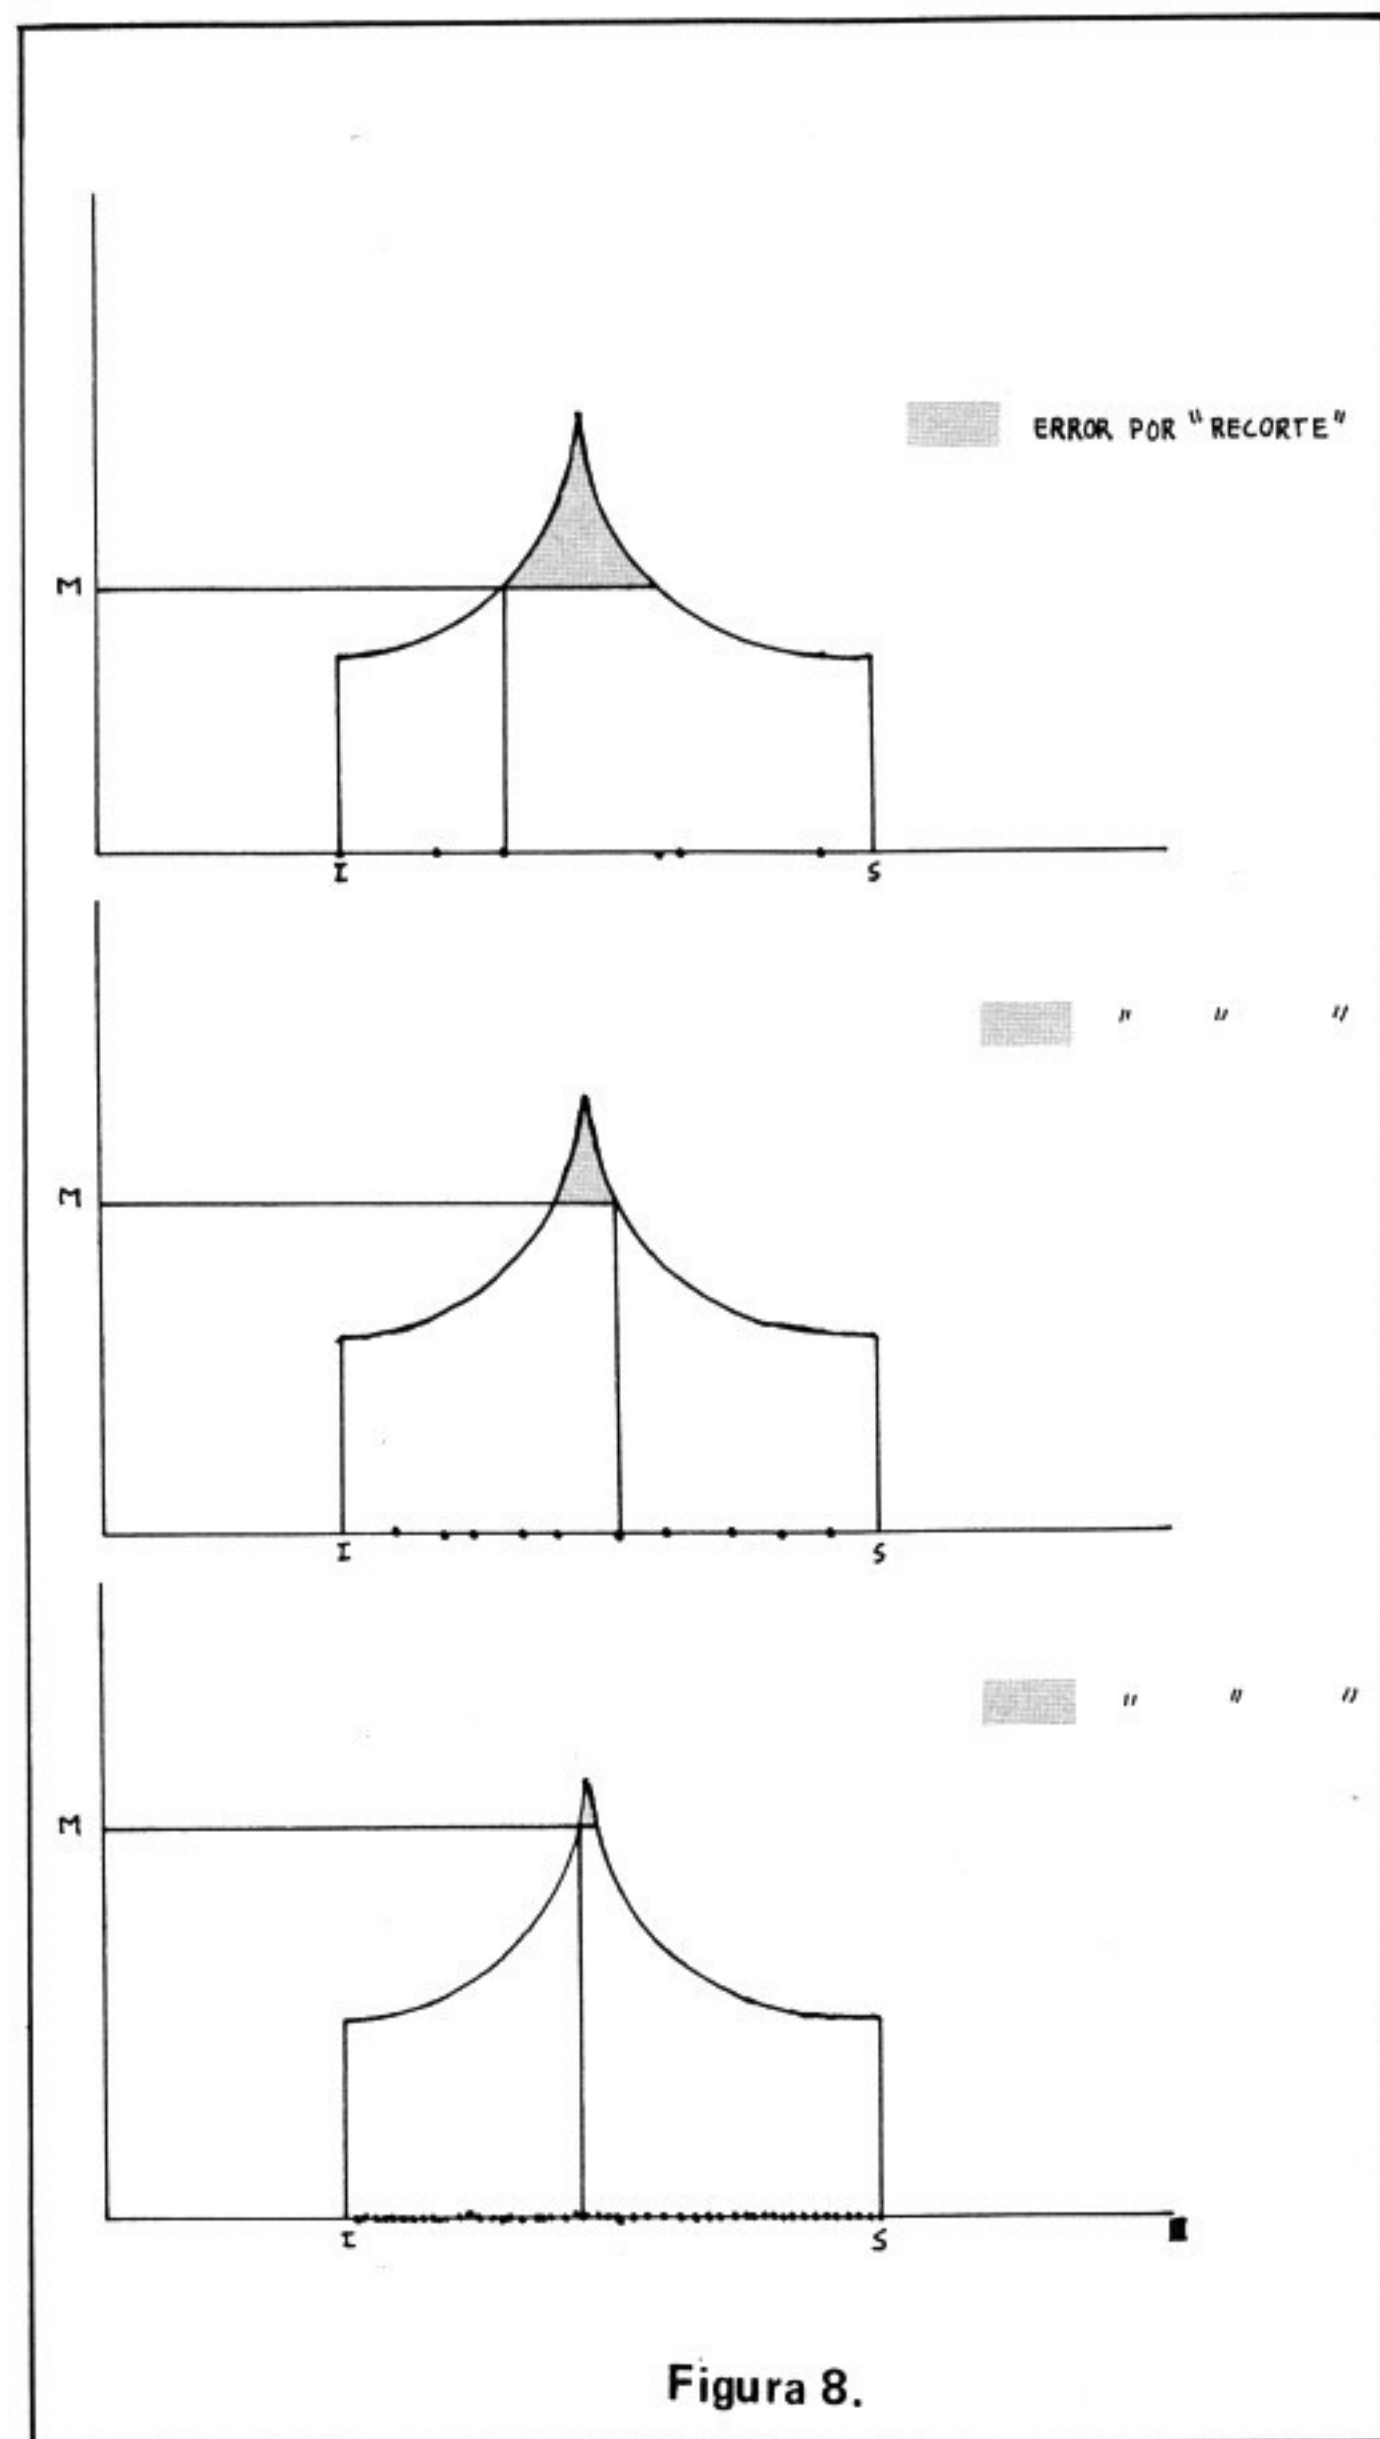 ERROR POR "RECORTE"
M
I S
" " "
M
I S
" " "
M
I S
Figura 8.